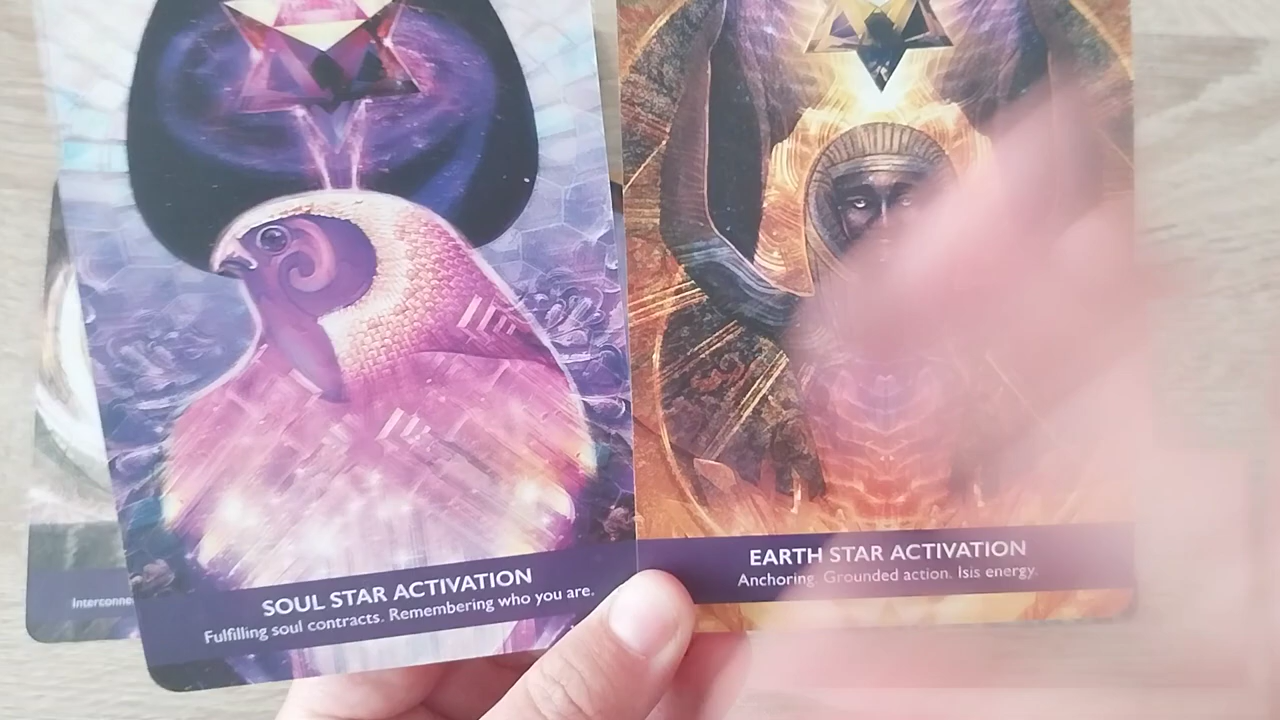 SOUL STAR ACTIVATION
Fulfilling soul contracts. Remembering who you are.
EARTH STAR ACTIVATION
Anchoring. Grounded action. Isis energy.
Interconne